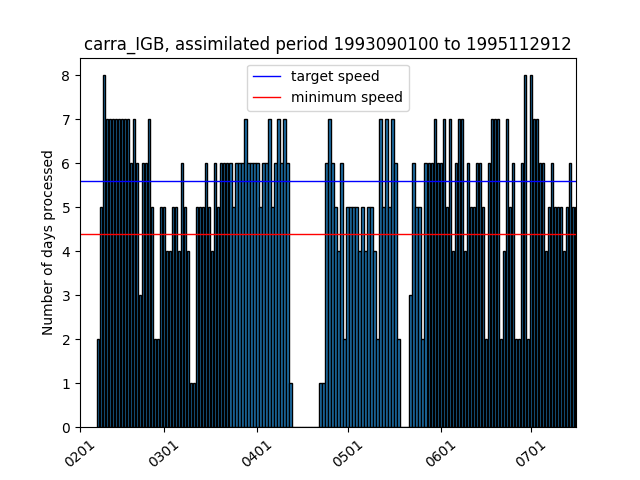 carra_IGB, assimilated period 1993090100 to 1995112912
target speed
minimum speed
Number of days processed
8
7
6
5
4
3
2
1
0
0201 0301 0401 0501 0601 0701